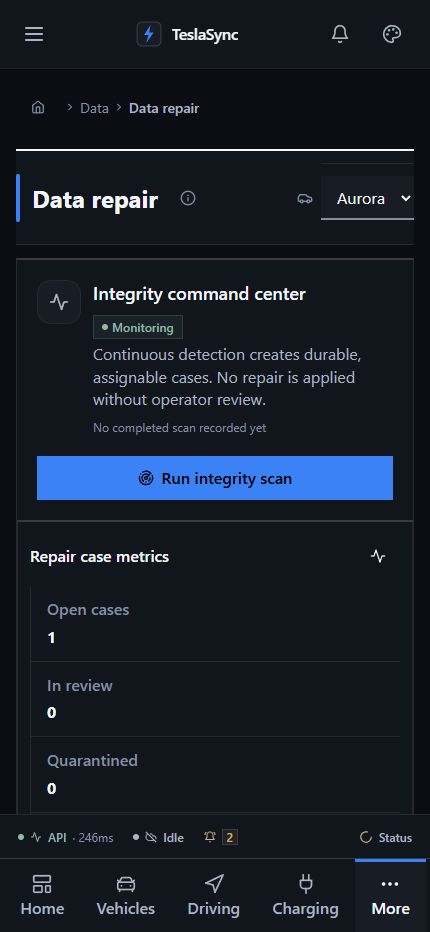 TeslaSync
Data
Data repair
Data repair
Aurora
Integrity command center
Monitoring
Continuous detection creates durable,
assignable cases. No repair is applied
without operator review.
No completed scan recorded yet
Run integrity scan
Repair case metrics
Open cases
1
In review
0
Quarantined
0
API · 246ms
Idle
2
Status
Home
Vehicles
Driving
Charging
More